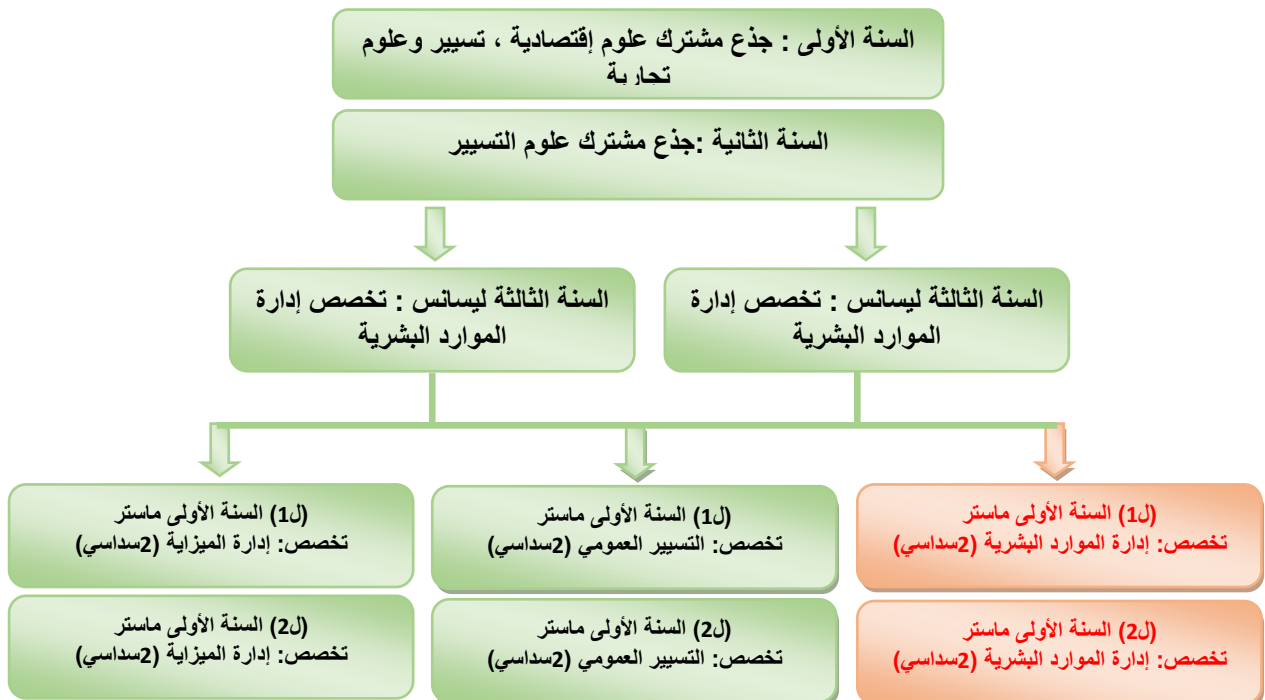 السنة الأولى : جذع مشترك علوم إقتصادية ، تسيير وعلوم
تجارية
السنة الثانية :جذع مشترك علوم التسيير
السنة الثالثة ليسانس : تخصص إدارة
الموارد البشرية
السنة الثالثة ليسانس : تخصص إدارة
الموارد البشرية
(ل1) السنة الأولى ماستر
تخصص: إدارة الموارد البشرية (2سداسي)
(ل1) السنة الأولى ماستر
تخصص: التسيير العمومي (2سداسي)
(ل1) السنة الأولى ماستر
تخصص: إدارة الميزاية (2سداسي)
(ل2) السنة الأولى ماستر
تخصص: إدارة الموارد البشرية (2سداسي)
(ل2) السنة الأولى ماستر
تخصص: التسيير العمومي (2سداسي)
(ل2) السنة الأولى ماستر
تخصص: إدارة الميزاية (2سداسي)